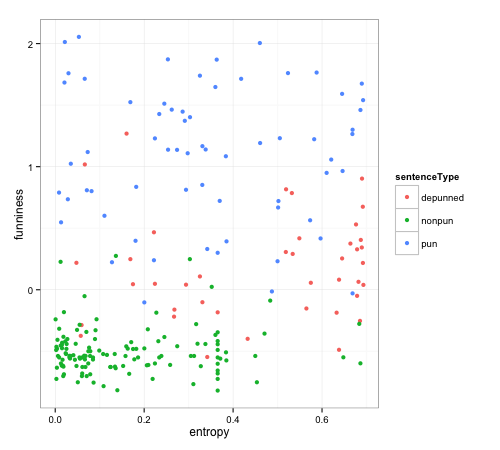 2
1
0
funniness
0.0
0.2
0.4
0.6
entropy
sentenceType
depunned
nonpun
pun